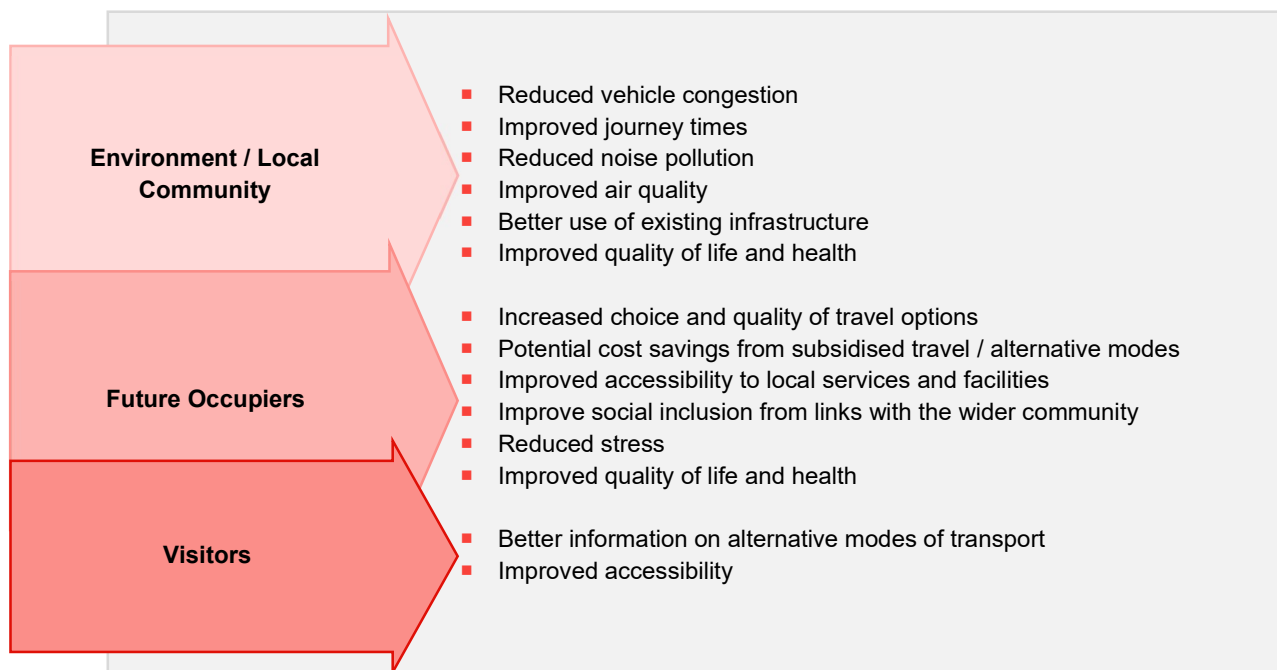 Environment / Local
Community
■ Reduced vehicle congestion
■ Improved journey times
■ Reduced noise pollution
■ Improved air quality
■ Better use of existing infrastructure
■ Improved quality of life and health
Future Occupiers
■ Increased choice and quality of travel options
■ Potential cost savings from subsidised travel / alternative modes
■ Improved accessibility to local services and facilities
■ Improve social inclusion from links with the wider community
■ Reduced stress
■ Improved quality of life and health
Visitors
■ Better information on alternative modes of transport
■ Improved accessibility